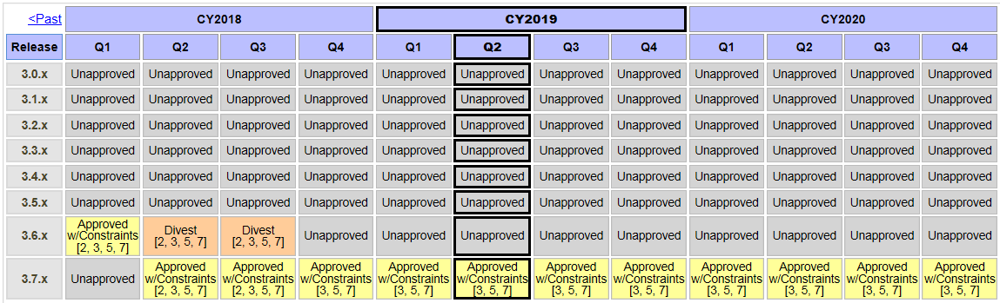 <Past CY2018 CY2019 CY2020
Release Q1 Q2 Q3 Q4 Q1 Q2 Q3 Q4 Q1 Q2 Q3 Q4
3.0.x Unapproved Unapproved Unapproved Unapproved Unapproved Unapproved Unapproved Unapproved Unapproved Unapproved Unapproved Unapproved
3.1.x Unapproved Unapproved Unapproved Unapproved Unapproved Unapproved Unapproved Unapproved Unapproved Unapproved Unapproved Unapproved
3.2.x Unapproved Unapproved Unapproved Unapproved Unapproved Unapproved Unapproved Unapproved Unapproved Unapproved Unapproved Unapproved
3.3.x Unapproved Unapproved Unapproved Unapproved Unapproved Unapproved Unapproved Unapproved Unapproved Unapproved Unapproved Unapproved
3.4.x Unapproved Unapproved Unapproved Unapproved Unapproved Unapproved Unapproved Unapproved Unapproved Unapproved Unapproved Unapproved
3.5.x Unapproved Unapproved Unapproved Unapproved Unapproved Unapproved Unapproved Unapproved Unapproved Unapproved Unapproved Unapproved
3.6.x Approved w/Constraints [2, 3, 5, 7] Divest [2, 3, 5, 7] Divest [2, 3, 5, 7] Unapproved Unapproved Unapproved Unapproved Unapproved Unapproved Unapproved Unapproved Unapproved
3.7.x Unapproved Approved w/Constraints [2, 3, 5, 7] Approved w/Constraints [2, 3, 5, 7] Approved w/Constraints [3, 5, 7] Approved w/Constraints [3, 5, 7] Approved w/Constraints [3, 5, 7] Approved w/Constraints [3, 5, 7] Approved w/Constraints [3, 5, 7] Approved w/Constraints [3, 5, 7] Approved w/Constraints [3, 5, 7] Approved w/Constraints [3, 5, 7] Approved w/Constraints [3, 5, 7]